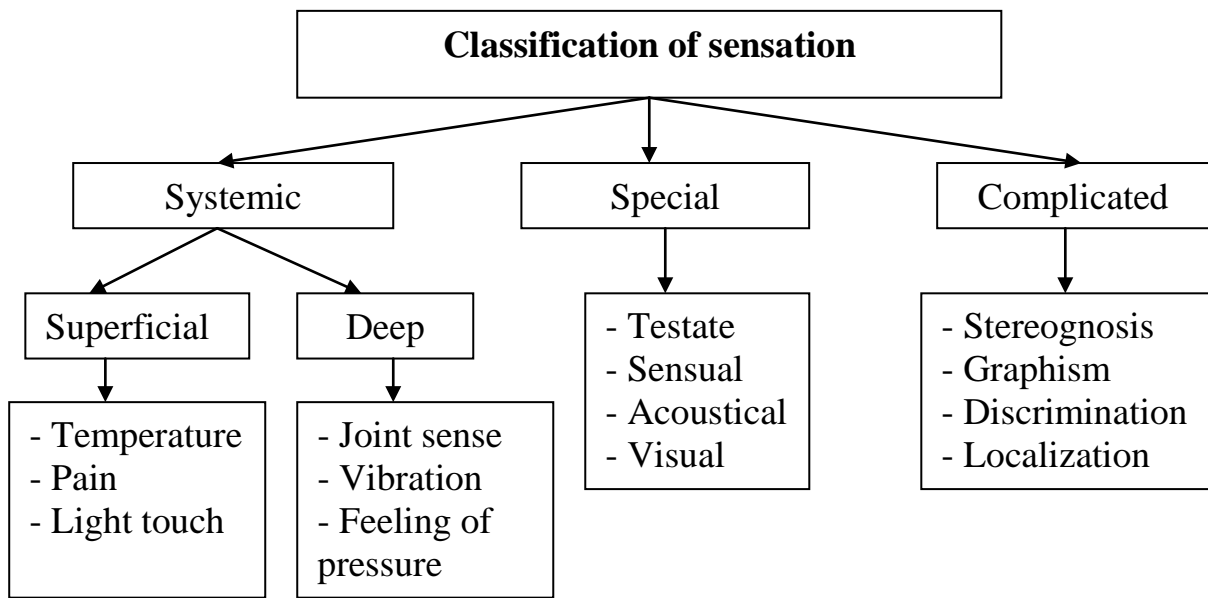 Classification of sensation
Systemic
Special
Complicated
Superficial
Deep
- Temperature
- Pain
- Light touch
- Joint sense
- Vibration
- Feeling of
pressure
- Testate
- Sensual
- Acoustical
- Visual
- Stereognosis
- Graphism
- Discrimination
- Localization